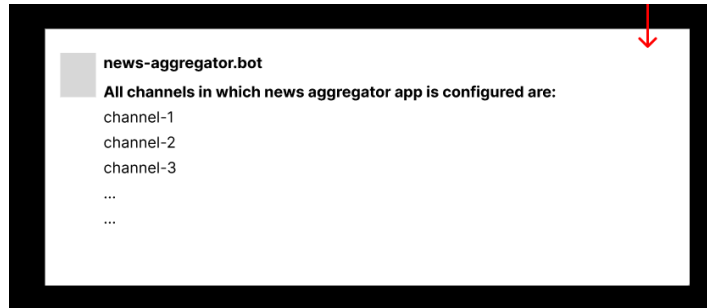 news-aggregator.bot
All channels in which news aggregator app is configured are:
channel-1
channel-2
channel-3
...
...